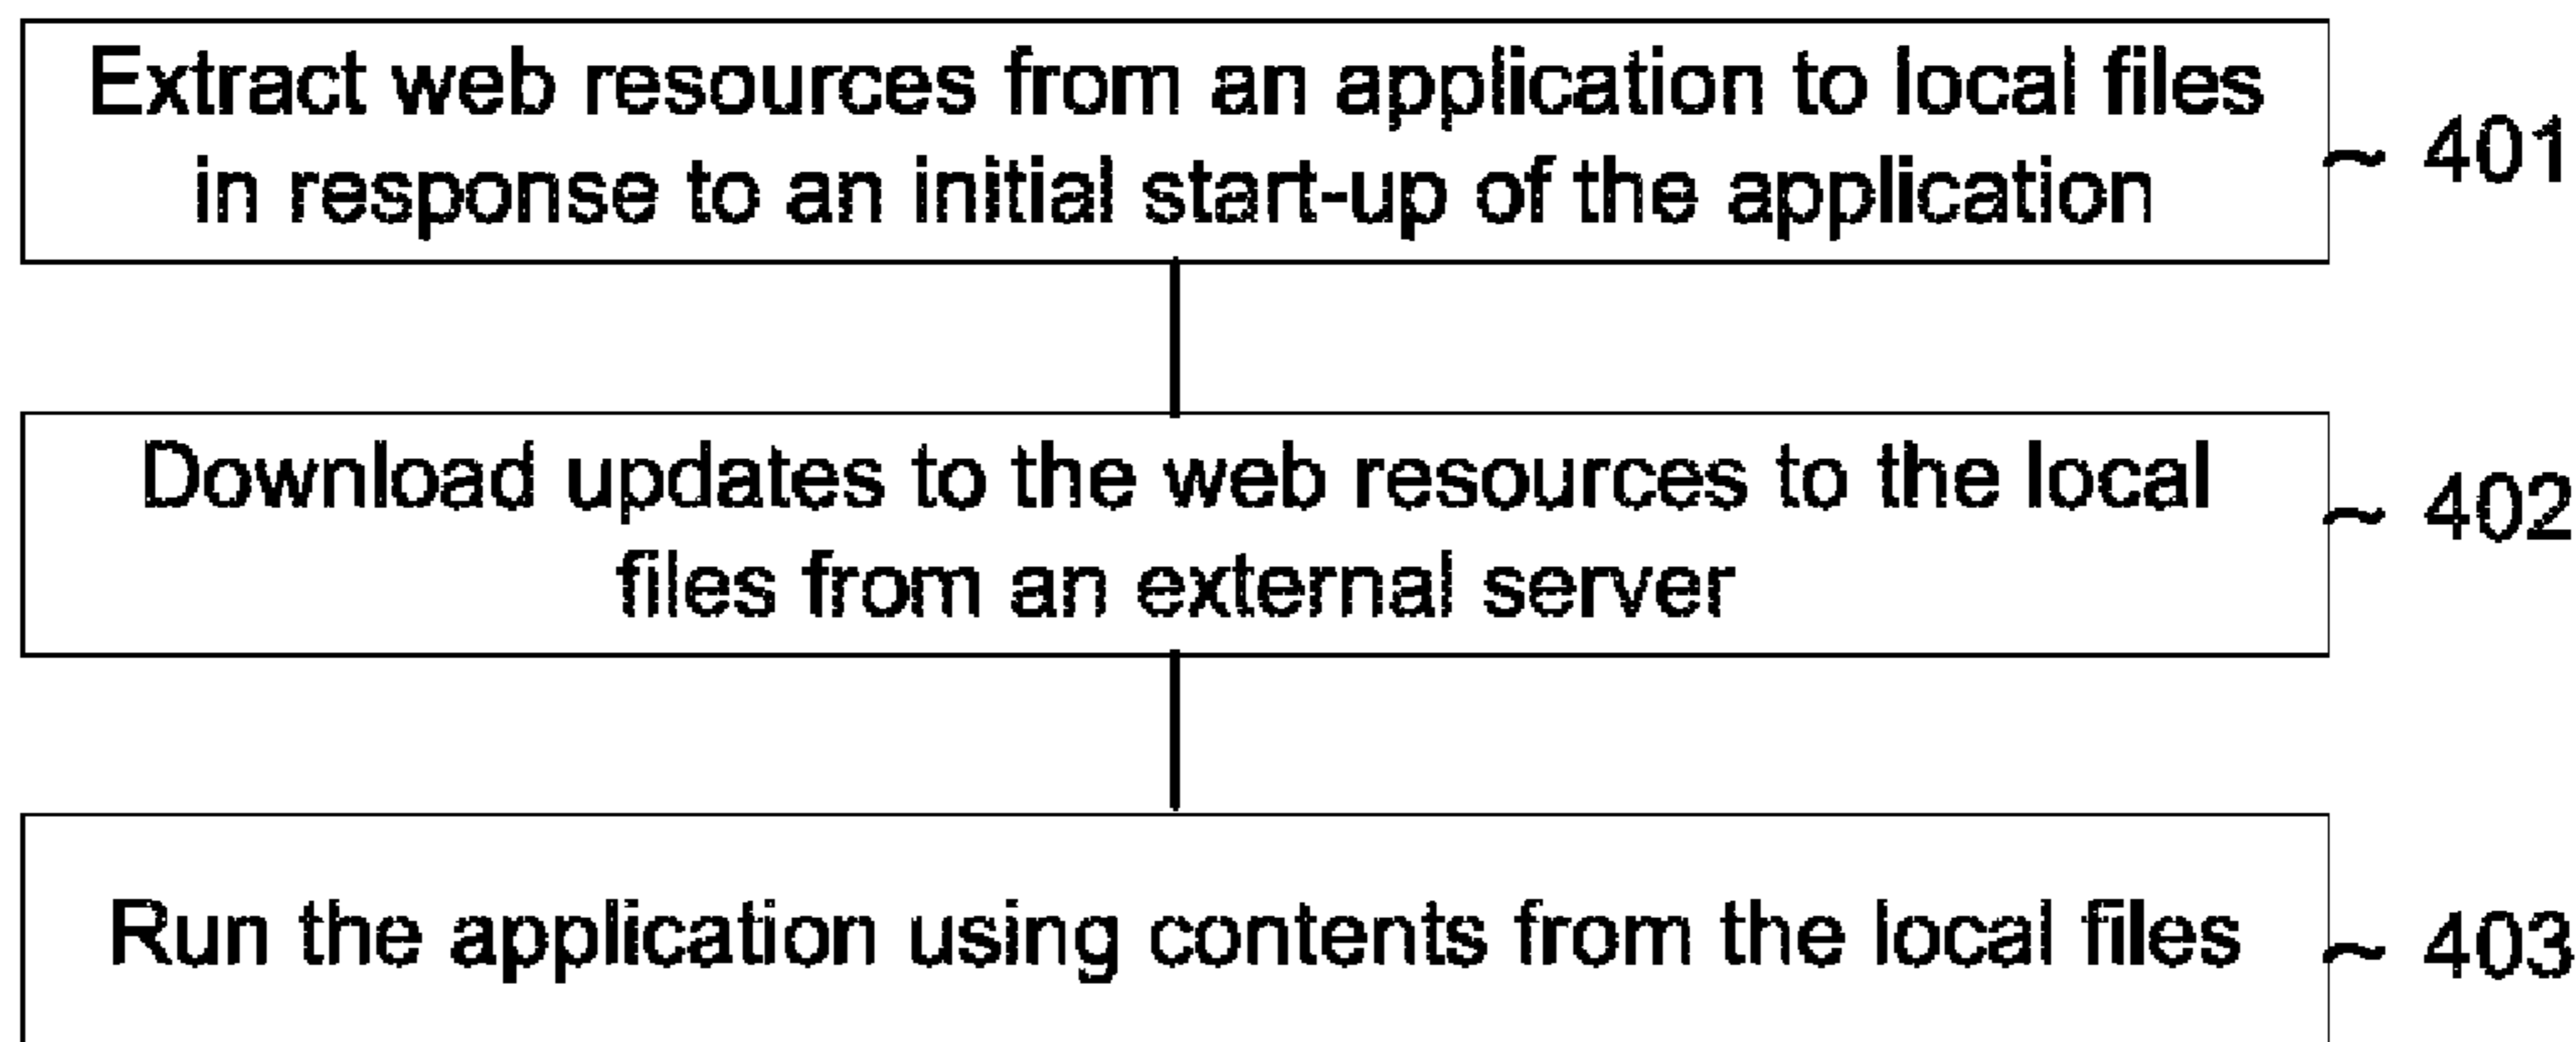 Extract web resources from an application to local files
in response to an initial start-up of the application
~ 401
Download updates to the web resources to the local
files from an external server
~ 402
Run the application using contents from the local files
~ 403